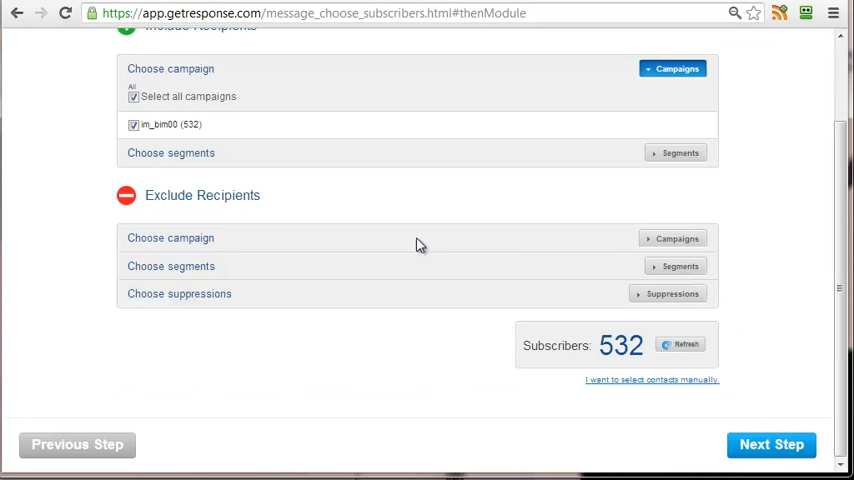 https://app.getresponse.com/message_choose_subscribers.html#thenModule
Include Recipients
Choose campaign
Campaigns
All
Select all campaigns
im_bim00 (532)
Choose segments
Segments
Exclude Recipients
Choose campaign
Campaigns
Choose segments
Segments
Choose suppressions
Suppressions
Subscribers: 532 Refresh
I want to select contacts manually.
Previous Step
Next Step